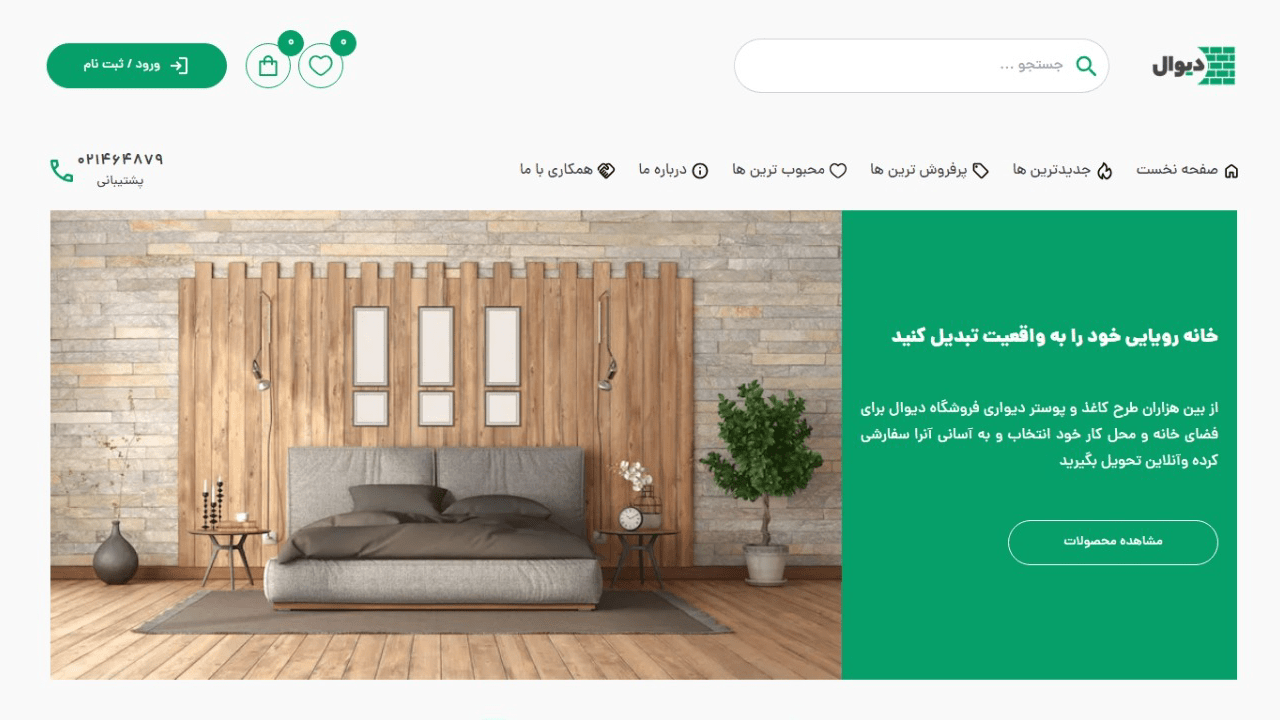 دیوال
جستجو ...
۰
۰
ورود / ثبت نام
صفحه نخست
جدیدترین ها
پرفروش ترین ها
محبوب ترین ها
درباره ما
همکاری با ما
۰۲۱۴۶۴۸۷۹
پشتیبانی
خانه رویایی خود را به واقعیت تبدیل کنید
از بین هزاران طرح کاغذ و پوستر دیواری فروشگاه دیوال برای
فضای خانه و محل کار خود انتخاب و به آسانی آنرا سفارشی
کرده وآنلاین تحویل بگیرید
مشاهده محصولات